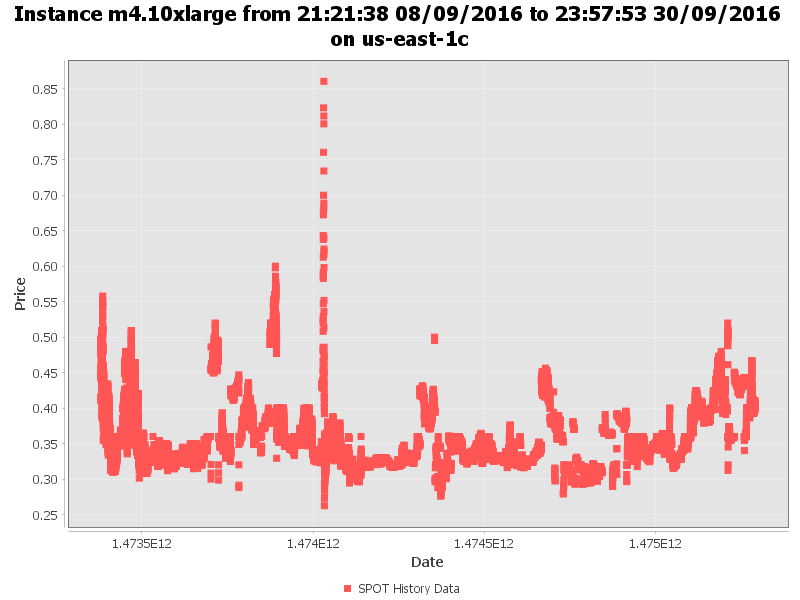 Instance m4.10xlarge from 21:21:38 08/09/2016 to 23:57:53 30/09/2016
on us-east-1c
0.85
0.80
0.75
0.70
0.65
0.60
0.55
0.50
0.45
0.40
0.35
0.30
0.25
Price
1.4735E12 1.474E12 1.4745E12 1.475E12
Date
SPOT History Data